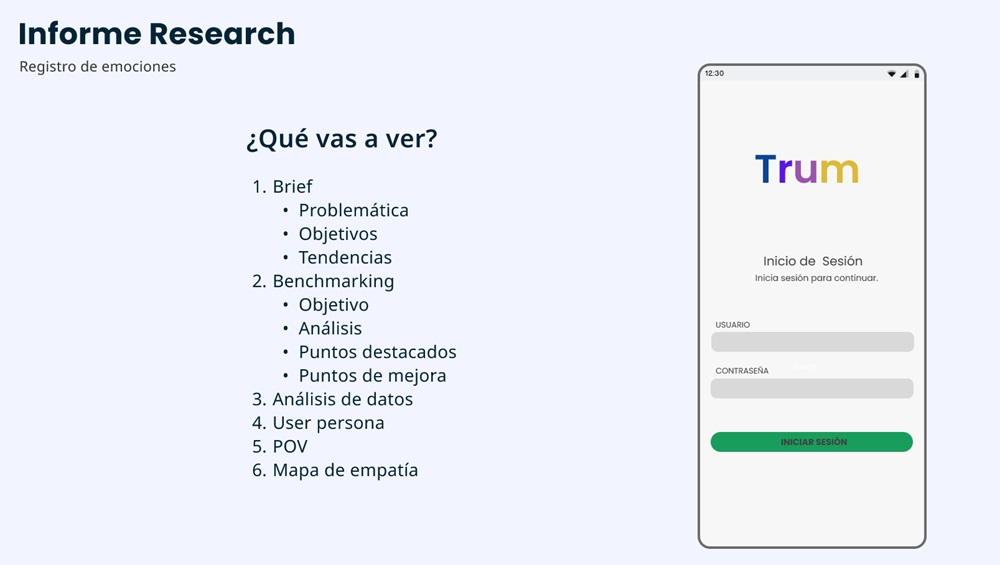 Informe Research
Registro de emociones
¿Qué vas a ver?
1. Brief
• Problemática
• Objetivos
• Tendencias
2. Benchmarking
• Objetivo
• Análisis
• Puntos destacados
• Puntos de mejora
3. Análisis de datos
4. User persona
5. POV
6. Mapa de empatía
12:30
Trum
Inicio de Sesión
Inicia sesión para continuar.
USUARIO
CONTRASEÑA
INICIAR SESIÓN